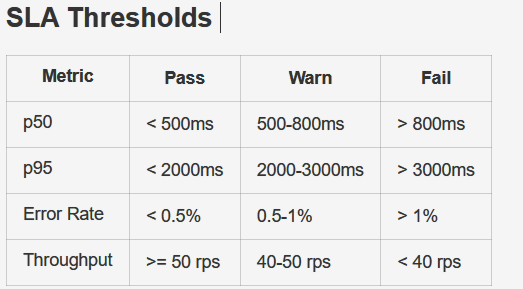 SLA Thresholds
Metric Pass Warn Fail
p50 < 500ms 500-800ms > 800ms
p95 < 2000ms 2000-3000ms > 3000ms
Error Rate < 0.5% 0.5-1% > 1%
Throughput >= 50 rps 40-50 rps < 40 rps